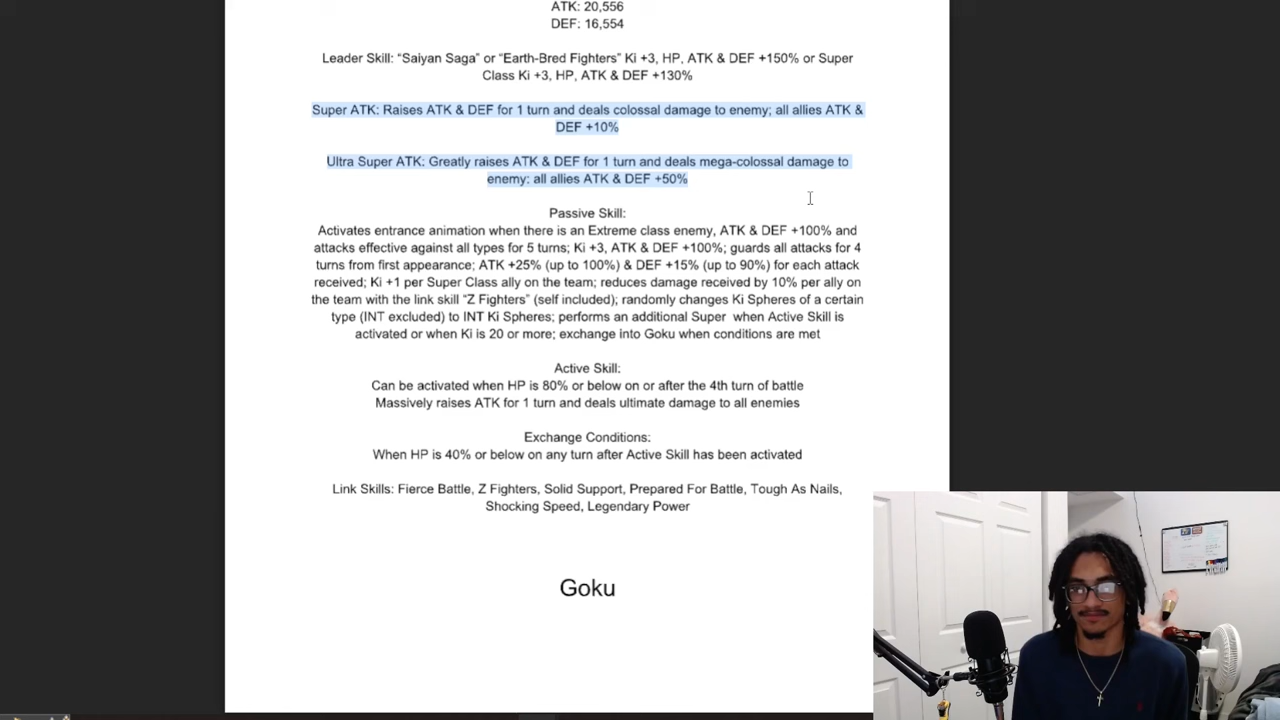 ATK: 20,556
DEF: 16,554
Leader Skill: “Saiyan Saga” or “Earth-Bred Fighters” Ki +3, HP, ATK & DEF +150% or Super
Class Ki +3, HP, ATK & DEF +130%
Super ATK: Raises ATK & DEF for 1 turn and deals colossal damage to enemy; all allies ATK &
DEF +10%
Ultra Super ATK: Greatly raises ATK & DEF for 1 turn and deals mega-colossal damage to
enemy; all allies ATK & DEF +50%
Passive Skill:
Activates entrance animation when there is an Extreme class enemy, ATK & DEF +100% and
attacks effective against all types for 5 turns; Ki +3, ATK & DEF +100%; guards all attacks for 4
turns from first appearance; ATK +25% (up to 100%) & DEF +15% (up to 90%) for each attack
received; Ki +1 per Super Class ally on the team; reduces damage received by 10% per ally on
the team with the link skill “Z Fighters” (self included); randomly changes Ki Spheres of a certain
type (INT excluded) to INT Ki Spheres; performs an additional Super when Active Skill is
activated or when Ki is 20 or more; exchange into Goku when conditions are met
Active Skill:
Can be activated when HP is 80% or below on or after the 4th turn of battle
Massively raises ATK for 1 turn and deals ultimate damage to all enemies
Exchange Conditions:
When HP is 40% or below on any turn after Active Skill has been activated
Link Skills: Fierce Battle, Z Fighters, Solid Support, Prepared For Battle, Tough As Nails,
Shocking Speed, Legendary Power
Goku